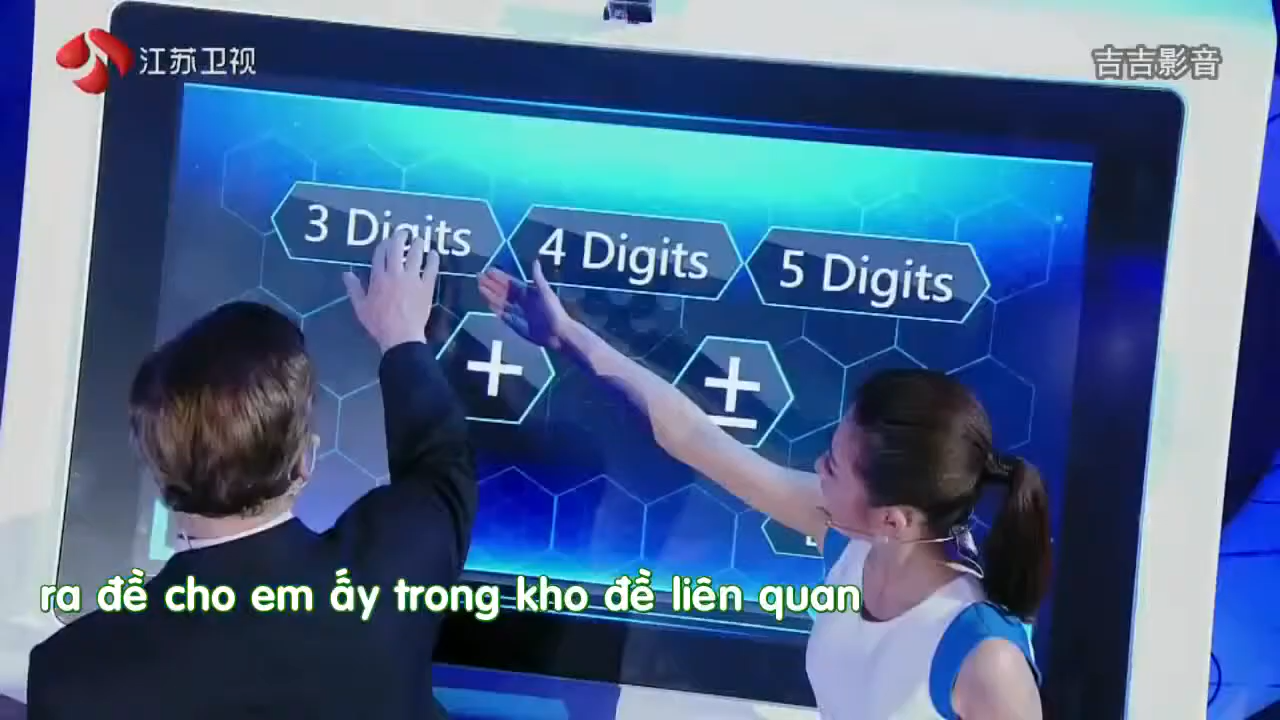 江苏卫视
吉吉影音
3 Digits
4 Digits
5 Digits
+
±
ra đề cho em ấy trong kho đề liên quan